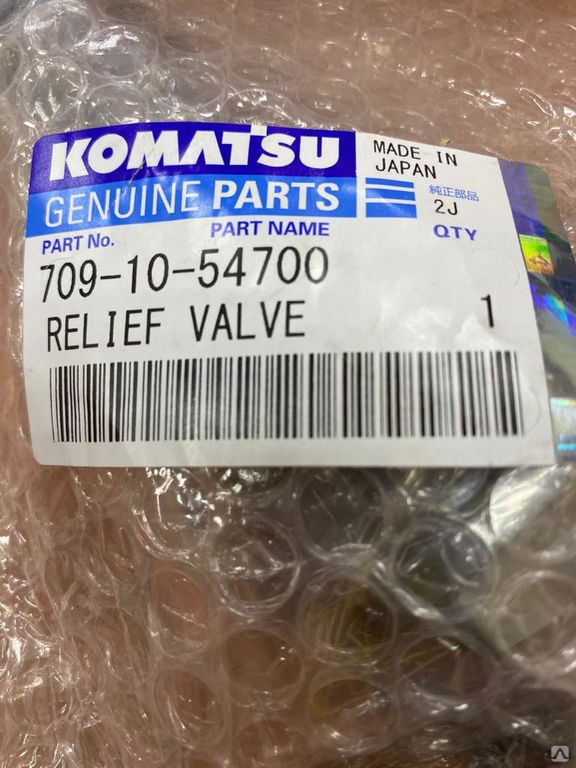 KOMATSU
MADE IN
JAPAN
GENUINE PARTS
純正部品
2J
PART No.
PART NAME
QTY
709-10-54700
RELIEF VALVE
1